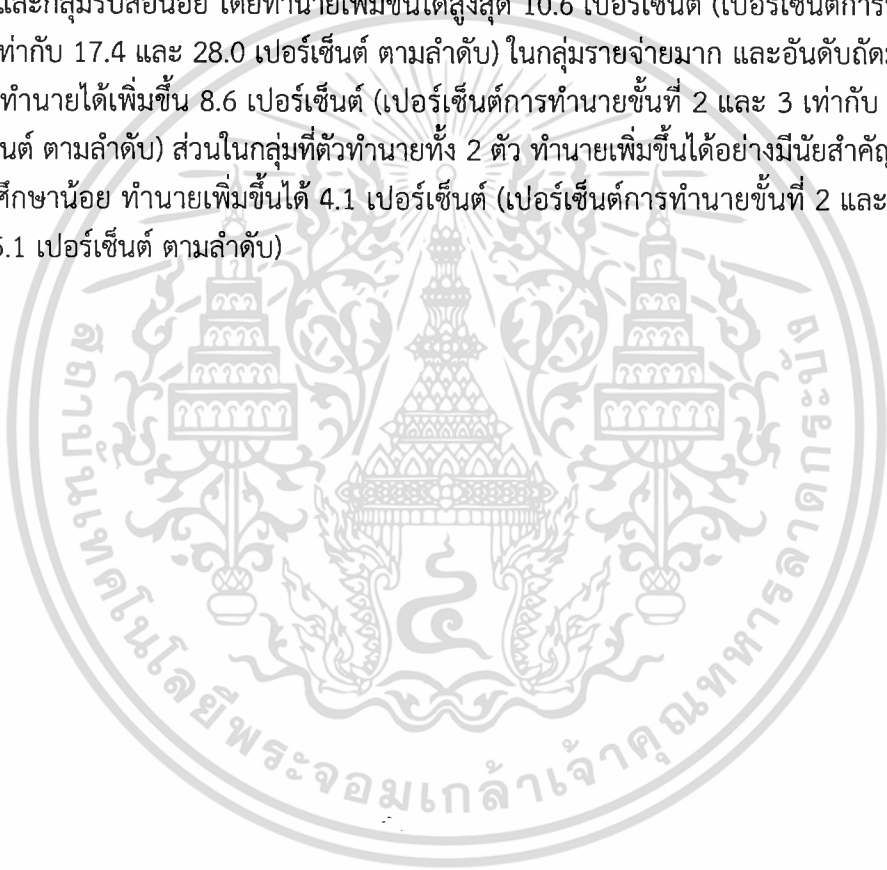 และกลุ่มรับสื่อน้อย โดยทำนายเพิ่มขึ้นได้สูงสุด 10.6 เปอร์เซ็นต์ (เปอร์เซ็นต์การ
เท่ากับ 17.4 และ 28.0 เปอร์เซ็นต์ ตามลำดับ) ในกลุ่มรายจ่ายมาก และอันดับถัด
ทำนายได้เพิ่มขึ้น 8.6 เปอร์เซ็นต์ (เปอร์เซ็นต์การทำนายขั้นที่ 2 และ 3 เท่ากับ
นต์ ตามลำดับ) ส่วนในกลุ่มที่ตัวทำนายทั้ง 2 ตัว ทำนายเพิ่มขึ้นได้อย่างมีนัยสำคัญ
ศึกษาน้อย ทำนายเพิ่มขึ้นได้ 4.1 เปอร์เซ็นต์ (เปอร์เซ็นต์การทำนายขั้นที่ 2 และ
5.1 เปอร์เซ็นต์ ตามลำดับ)
สถาบันเทคโนโลยีพระจอมเกล้าเจ้าคุณทหารลาดกระบัง
๔